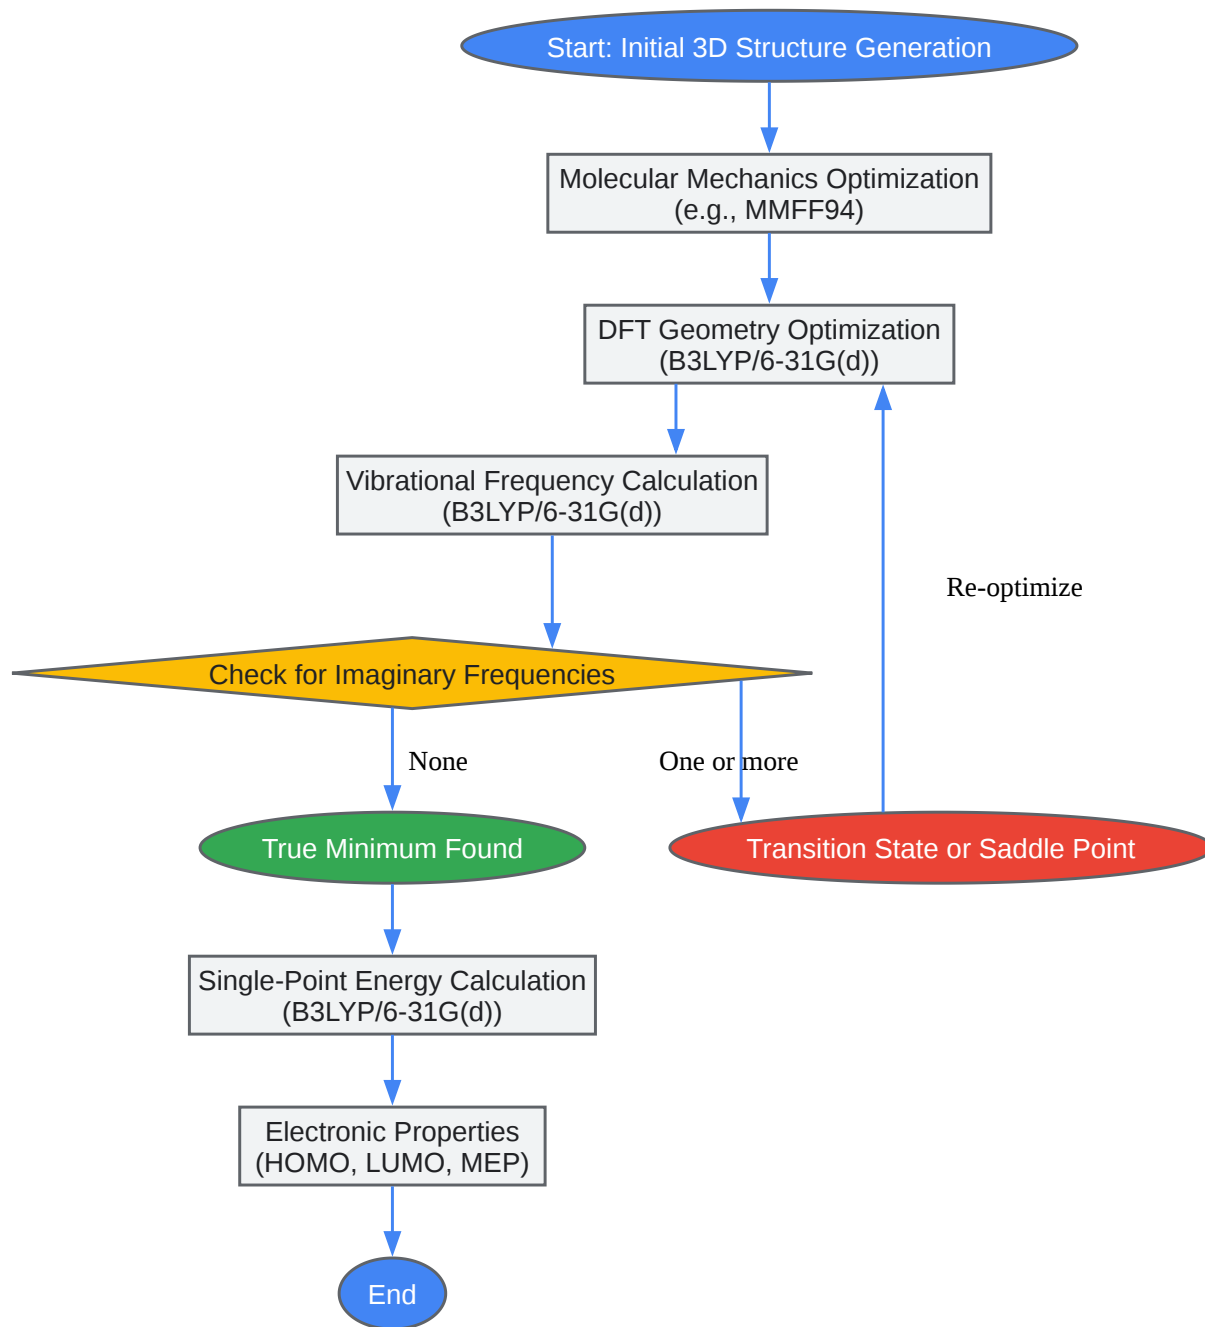 Start: Initial 3D Structure Generation
Molecular Mechanics Optimization
(e.g., MMFF94)
DFT Geometry Optimization
(B3LYP/6-31G(d))
Vibrational Frequency Calculation
(B3LYP/6-31G(d))
Re-optimize
Check for Imaginary Frequencies
None
One or more
True Minimum Found
Transition State or Saddle Point
Single-Point Energy Calculation
(B3LYP/6-31G(d))
Electronic Properties
(HOMO, LUMO, MEP)
End